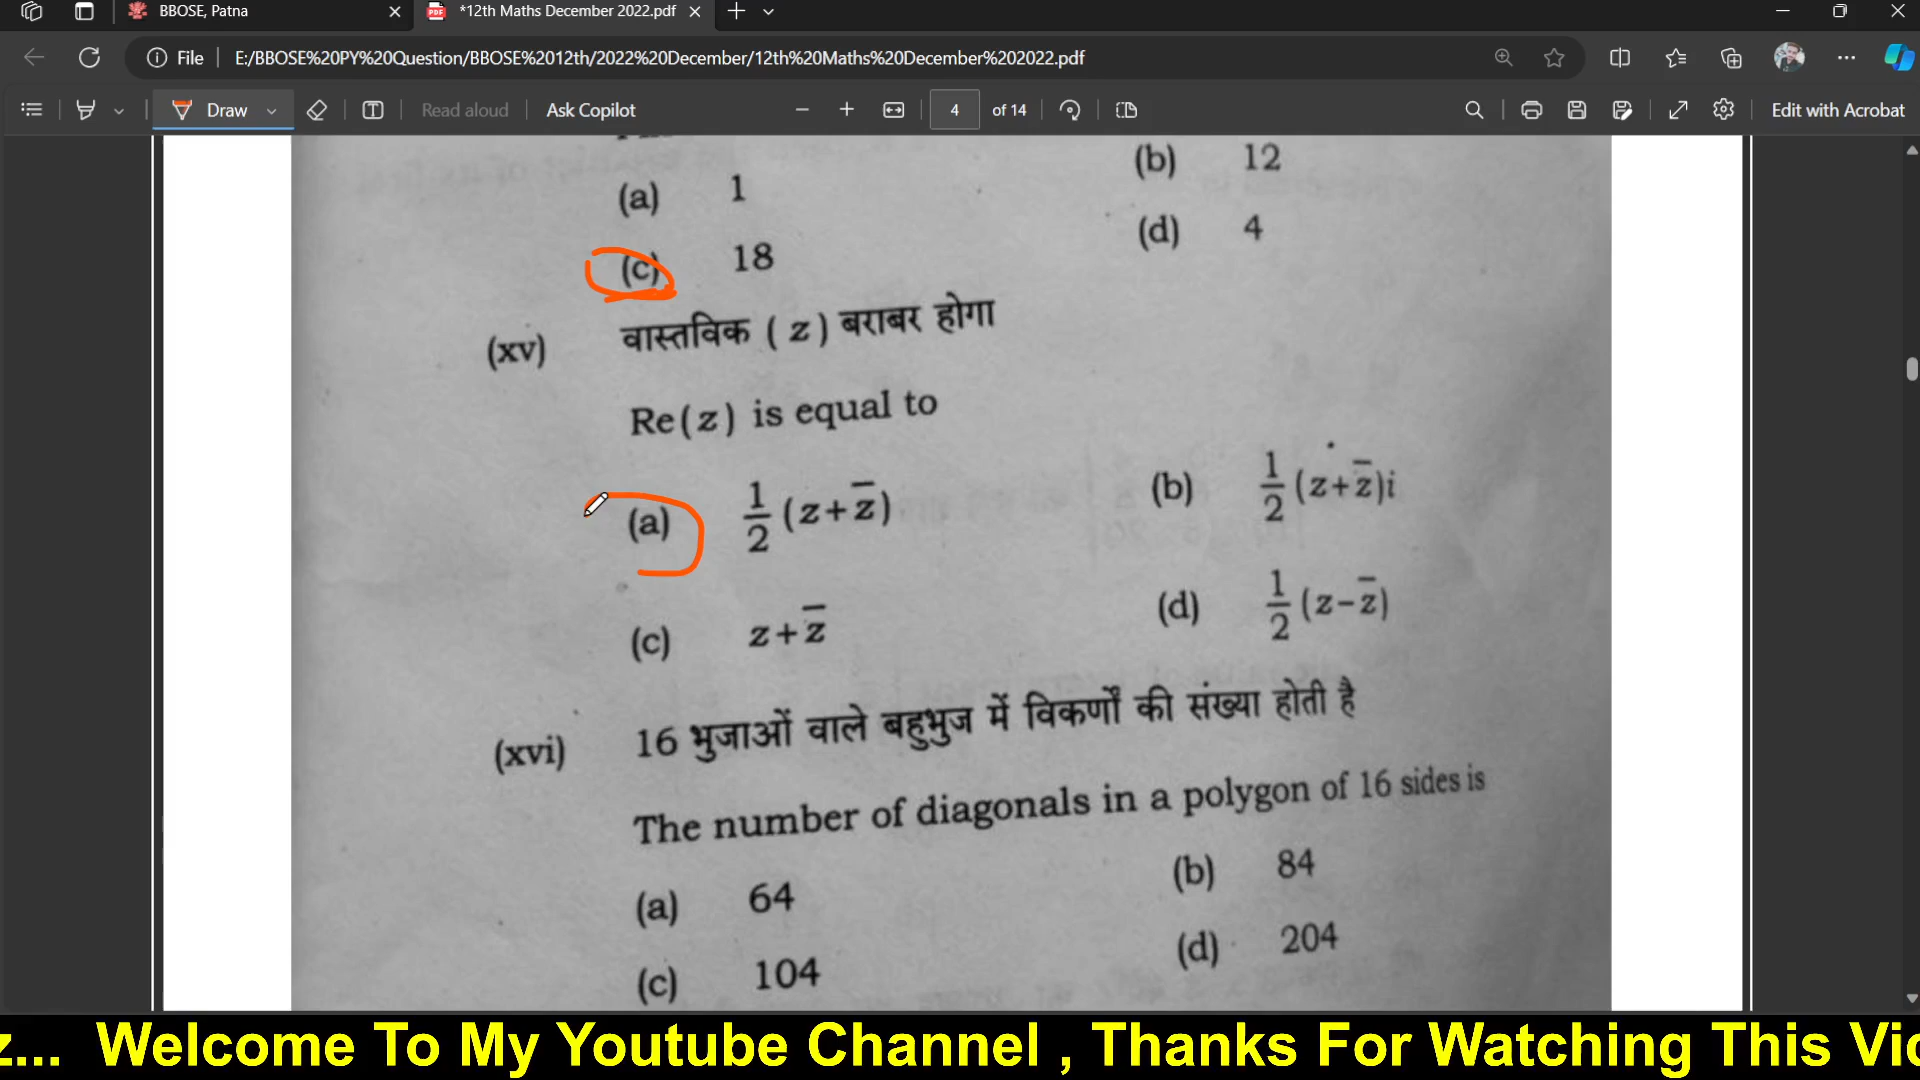 BBOSE, Patna
*12th Maths December 2022.pdf
File
E:/BBOSE%20PY%20Question/BBOSE%2012th/2022%20December/12th%20Maths%20December%202022.pdf
Draw
Read aloud
Ask Copilot
4 of 14
Edit with Acrobat
(a) 1 (b) 12
(c) 18 (d) 4
(xv) वास्तविक ( z ) बराबर होगा
Re( z ) is equal to
(a) 1/2 (z+z̅) (b) 1/2 (z+z̅)i
(c) z+z̅ (d) 1/2 (z−z̅)
(xvi) 16 भुजाओं वाले बहुभुज में विकर्णों की संख्या होती है
The number of diagonals in a polygon of 16 sides is
(a) 64 (b) 84
(c) 104 (d) 204
z... Welcome To My Youtube Channel , Thanks For Watching This Vid